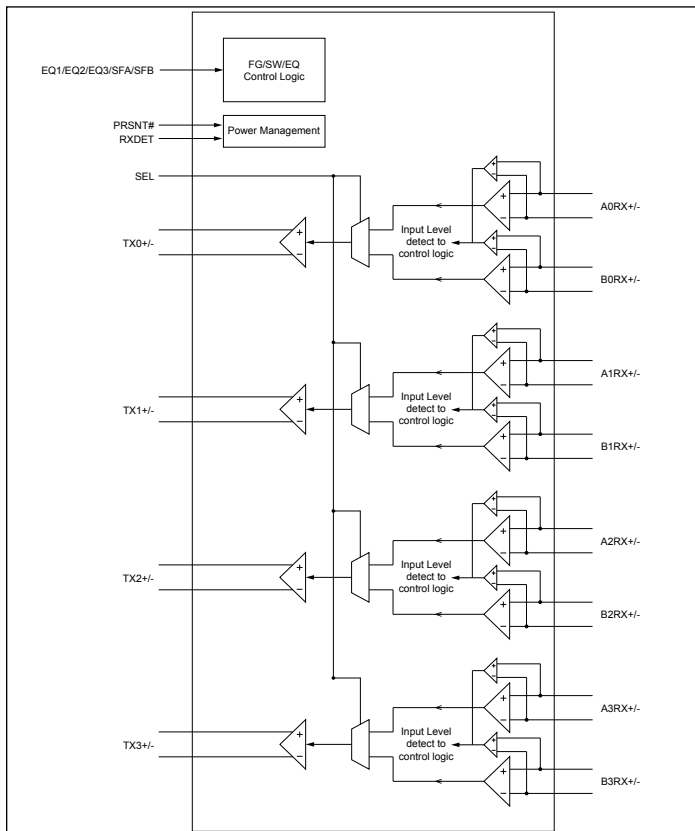 EQ1/EQ2/EQ3/SFA/SFB
FG/SW/EQ
Control Logic
PRSNT#
RXDET
Power Management
SEL
TX0+/-
+
−
Input Level
detect to
control logic
+
−
+
−
+
−
+
−
A0RX+/-
B0RX+/-
TX1+/-
+
−
Input Level
detect to
control logic
+
−
+
−
+
−
+
−
A1RX+/-
B1RX+/-
TX2+/-
+
−
Input Level
detect to
control logic
+
−
+
−
+
−
+
−
A2RX+/-
B2RX+/-
TX3+/-
+
−
Input Level
detect to
control logic
+
−
+
−
+
−
+
−
A3RX+/-
B3RX+/-